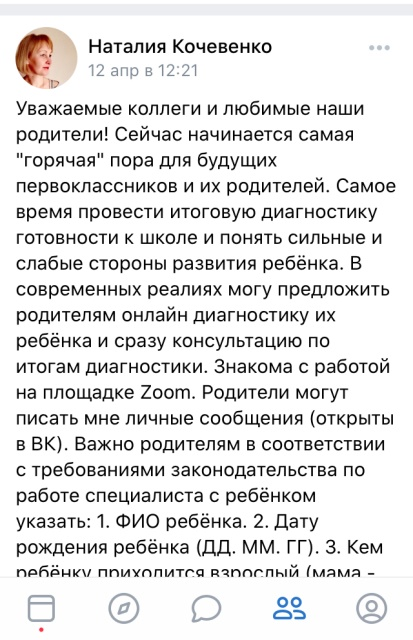 Наталия Кочевенко
12 апр в 12:21
Уважаемые коллеги и любимые наши
родители! Сейчас начинается самая
"горячая" пора для будущих
первоклассников и их родителей. Самое
время провести итоговую диагностику
готовности к школе и понять сильные и
слабые стороны развития ребёнка. В
современных реалиях могу предложить
родителям онлайн диагностику их
ребёнка и сразу консультацию по
итогам диагностики. Знакома с работой
на площадке Zoom. Родители могут
писать мне личные сообщения (открыты
в ВК). Важно родителям в соответствии
с требованиями законодательства по
работе специалиста с ребёнком
указать: 1. ФИО ребёнка. 2. Дату
рождения ребёнка (ДД. ММ. ГГ). 3. Кем
ребёнку приходится взрослый (мама -